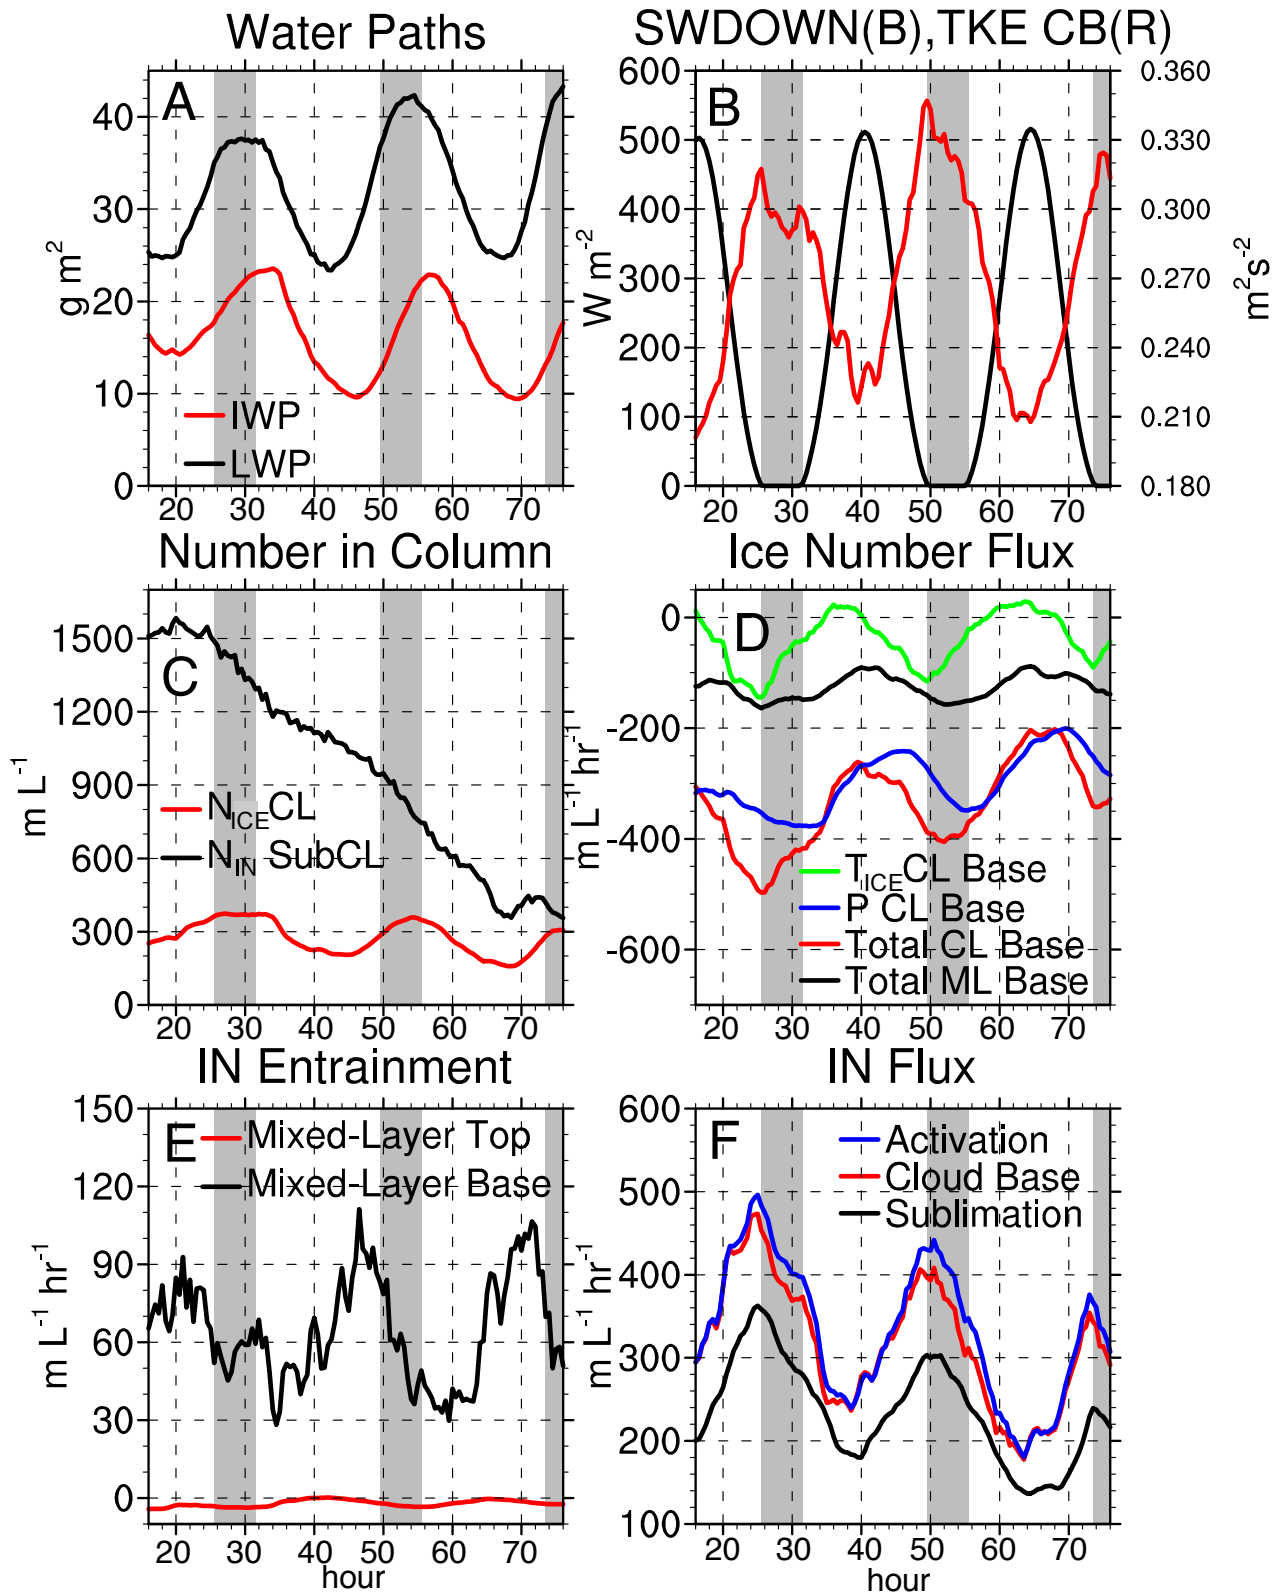 Water Paths
A
g m²
40
30
20
10
0
IWP
LWP
20 30 40 50 60 70
SWDOWN(B),TKE CB(R)
B
W m⁻²
600
500
400
300
200
100
0
0.360
0.330
0.300
0.270
0.240
0.210
0.180
m²s⁻²
20 30 40 50 60 70
Number in Column
C
m L⁻¹
1500
1200
900
600
300
0
N_ICE CL
N_IN SubCL
20 30 40 50 60 70
Ice Number Flux
D
m L⁻¹ hr⁻¹
0
-200
-400
-600
T_ICE CL Base
P CL Base
Total CL Base
Total ML Base
20 30 40 50 60 70
IN Entrainment
E
m L⁻¹ hr⁻¹
150
120
90
60
30
0
Mixed-Layer Top
Mixed-Layer Base
20 30 40 50 60 70
hour
IN Flux
F
m L⁻¹ hr⁻¹
600
500
400
300
200
100
Activation
Cloud Base
Sublimation
20 30 40 50 60 70
hour